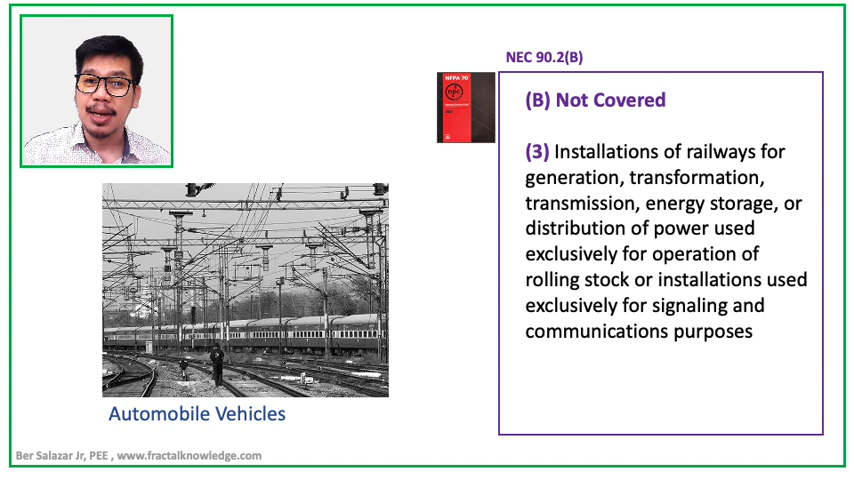 NEC 90.2(B)
NFPA 70
nec
(B) Not Covered
(3) Installations of railways for
generation, transformation,
transmission, energy storage, or
distribution of power used
exclusively for operation of
rolling stock or installations used
exclusively for signaling and
communications purposes
Automobile Vehicles
Ber Salazar Jr, PEE , www.fractalknowledge.com